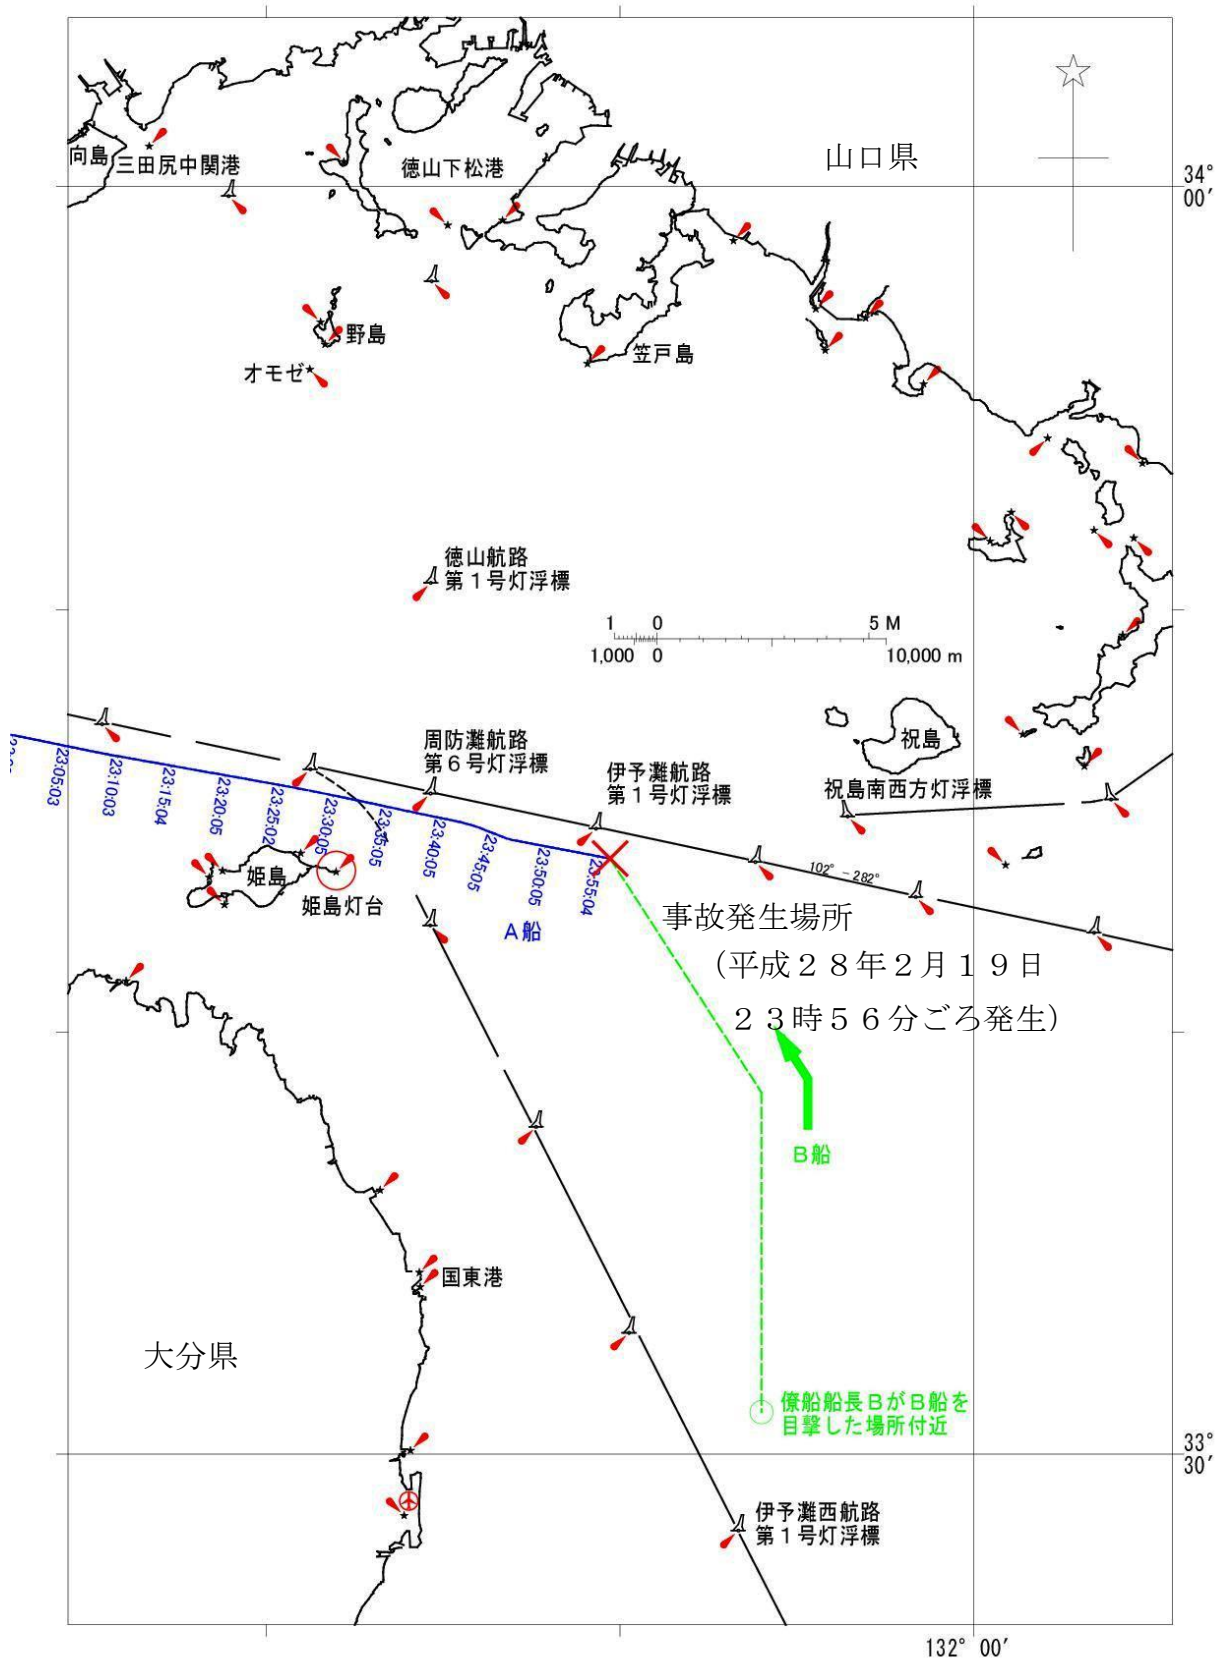 山口県
向島
三田尻中関港
徳山下松港
34°
00′
野島
オモゼ
笠戸島
徳山航路
第1号灯浮標
1 0 5 M
1,000 0 10,000 m
周防灘航路
第6号灯浮標
伊予灘航路
第1号灯浮標
祝島
祝島南西方灯浮標
23:05:03
23:10:03
23:15:04
23:20:05
23:25:02
23:30:05
23:35:05
23:40:05
23:45:05
23:50:05
23:55:04
102° - 282°
姫島
姫島灯台
A船
事故発生場所
(平成28年2月19日
23時56分ごろ発生)
B船
国東港
大分県
僚船船長BがB船を
目撃した場所付近
33°
30′
伊予灘西航路
第1号灯浮標
132° 00′